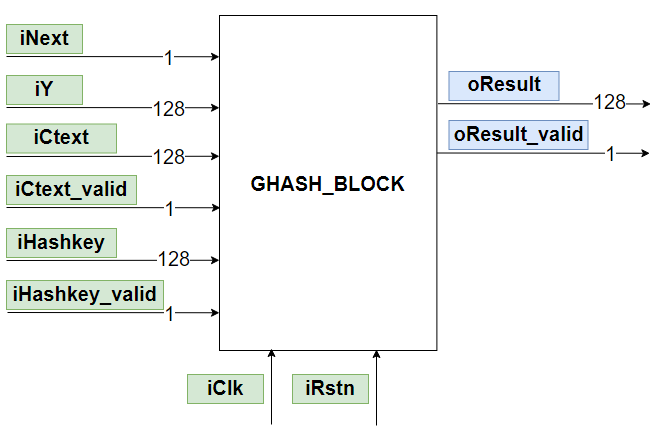 iNext
1
iY
128
iCtext
128
iCtext_valid
1
iHashkey
128
iHashkey_valid
1
GHASH_BLOCK
oResult
128
oResult_valid
1
iClk
iRstn